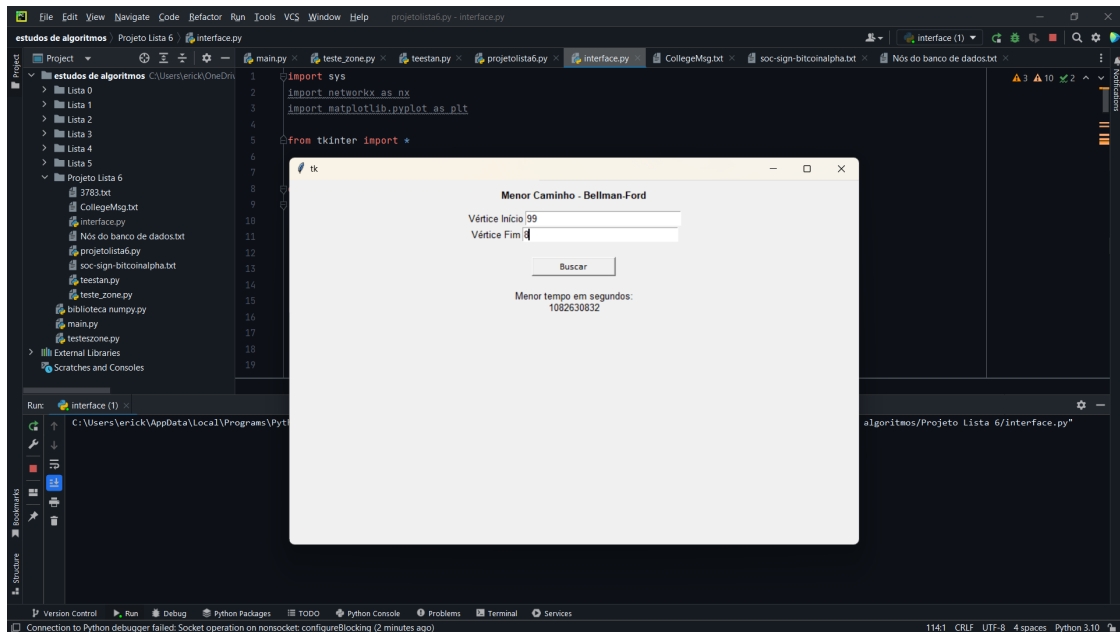 File Edit View Navigate Code Refactor Run Tools VCS Window Help projetolista6.py - interface.py
estudos de algoritmos Projeto Lista 6 interface.py interface (1)
Project main.py teste_zone.py teestan.py projetolista6.py interface.py CollegeMsg.txt soc-sign-bitcoinalpha.txt Nós do banco de dados.txt
Project
Notifications
estudos de algoritmos C:\Users\erick\OneDriv
Lista 0
Lista 1
Lista 2
Lista 3
Lista 4
Lista 5
Projeto Lista 6
3783.txt
CollegeMsg.txt
interface.py
Nós do banco de dados.txt
projetolista6.py
soc-sign-bitcoinalpha.txt
teestan.py
teste_zone.py
biblioteca numpy.py
main.py
testeszone.py
External Libraries
Scratches and Consoles
1 import sys
3 10 2
2 import networkx as nx
3 import matplotlib.pyplot as plt
4
5 from tkinter import *
6
7
8
9
10
11
12
13
14
15
16
17
18
19
tk
Menor Caminho - Bellman-Ford
Vértice Início 99
Vértice Fim 8
Buscar
Menor tempo em segundos:
1082630832
Run: interface (1)
C:\Users\erick\AppData\Local\Programs\Pyt algoritmos/Projeto Lista 6/interface.py"
Bookmarks
Structure
Version Control Run Debug Python Packages TODO Python Console Problems Terminal Services
Connection to Python debugger failed: Socket operation on nonsocket: configureBlocking (2 minutes ago) 114:1 CRLF UTF-8 4 spaces Python 3.10